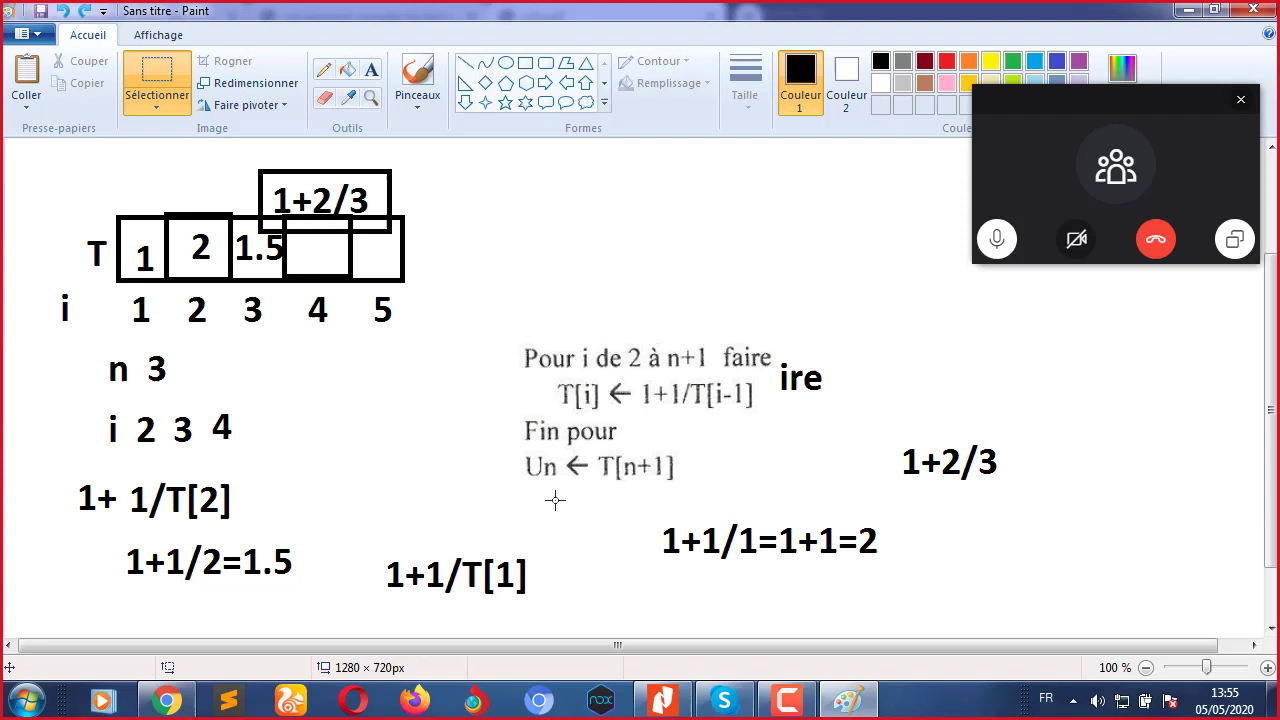 Sans titre - Paint
Accueil
Affichage
Coller
Couper
Copier
Presse-papiers
Sélectionner
Rogner
Redimensionner
Faire pivoter
Image
A
Outils
Pinceaux
Contour
Remplissage
Formes
Taille
Couleur 1
Couleur 2
Coule
1+2/3
T 1 2 1.5
i 1 2 3 4 5
n 3
i 2 3 4
1+ 1/T[2]
1+1/2=1.5
1+1/T[1]
Pour i de 2 à n+1 faire
ire
T[i] ← 1+1/T[i-1]
Fin pour
Un ← T[n+1]
1+2/3
1+1/1=1+1=2
1280 × 720px
100 %
nox
FR
13:55
05/05/2020